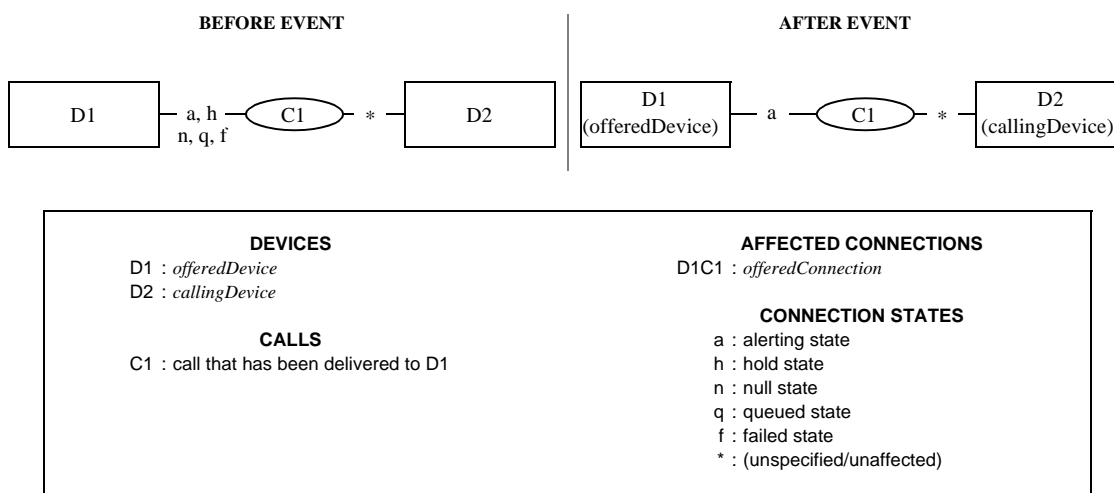 BEFORE EVENT
AFTER EVENT
D1
a, h
n, q, f
C1
*
D2
D1
(offeredDevice)
a
C1
*
D2
(callingDevice)
DEVICES
D1 : offeredDevice
D2 : callingDevice
CALLS
C1 : call that has been delivered to D1
AFFECTED CONNECTIONS
D1C1 : offeredConnection
CONNECTION STATES
a : alerting state
h : hold state
n : null state
q : queued state
f : failed state
* : (unspecified/unaffected)